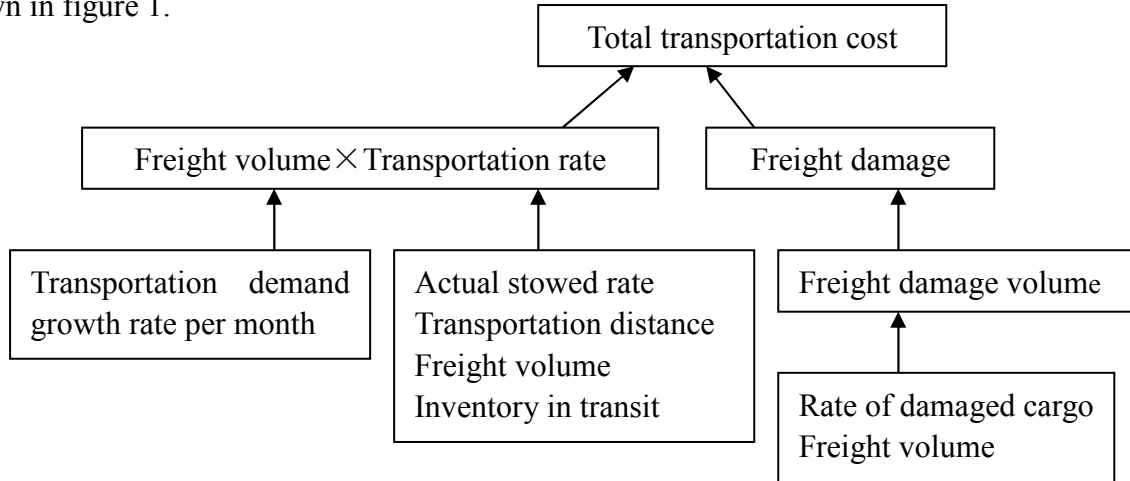 wn in figure 1.
Total transportation cost
Freight volume×Transportation rate
Freight damage
Transportation demand
growth rate per month
Actual stowed rate
Transportation distance
Freight volume
Inventory in transit
Freight damage volume
Rate of damaged cargo
Freight volume